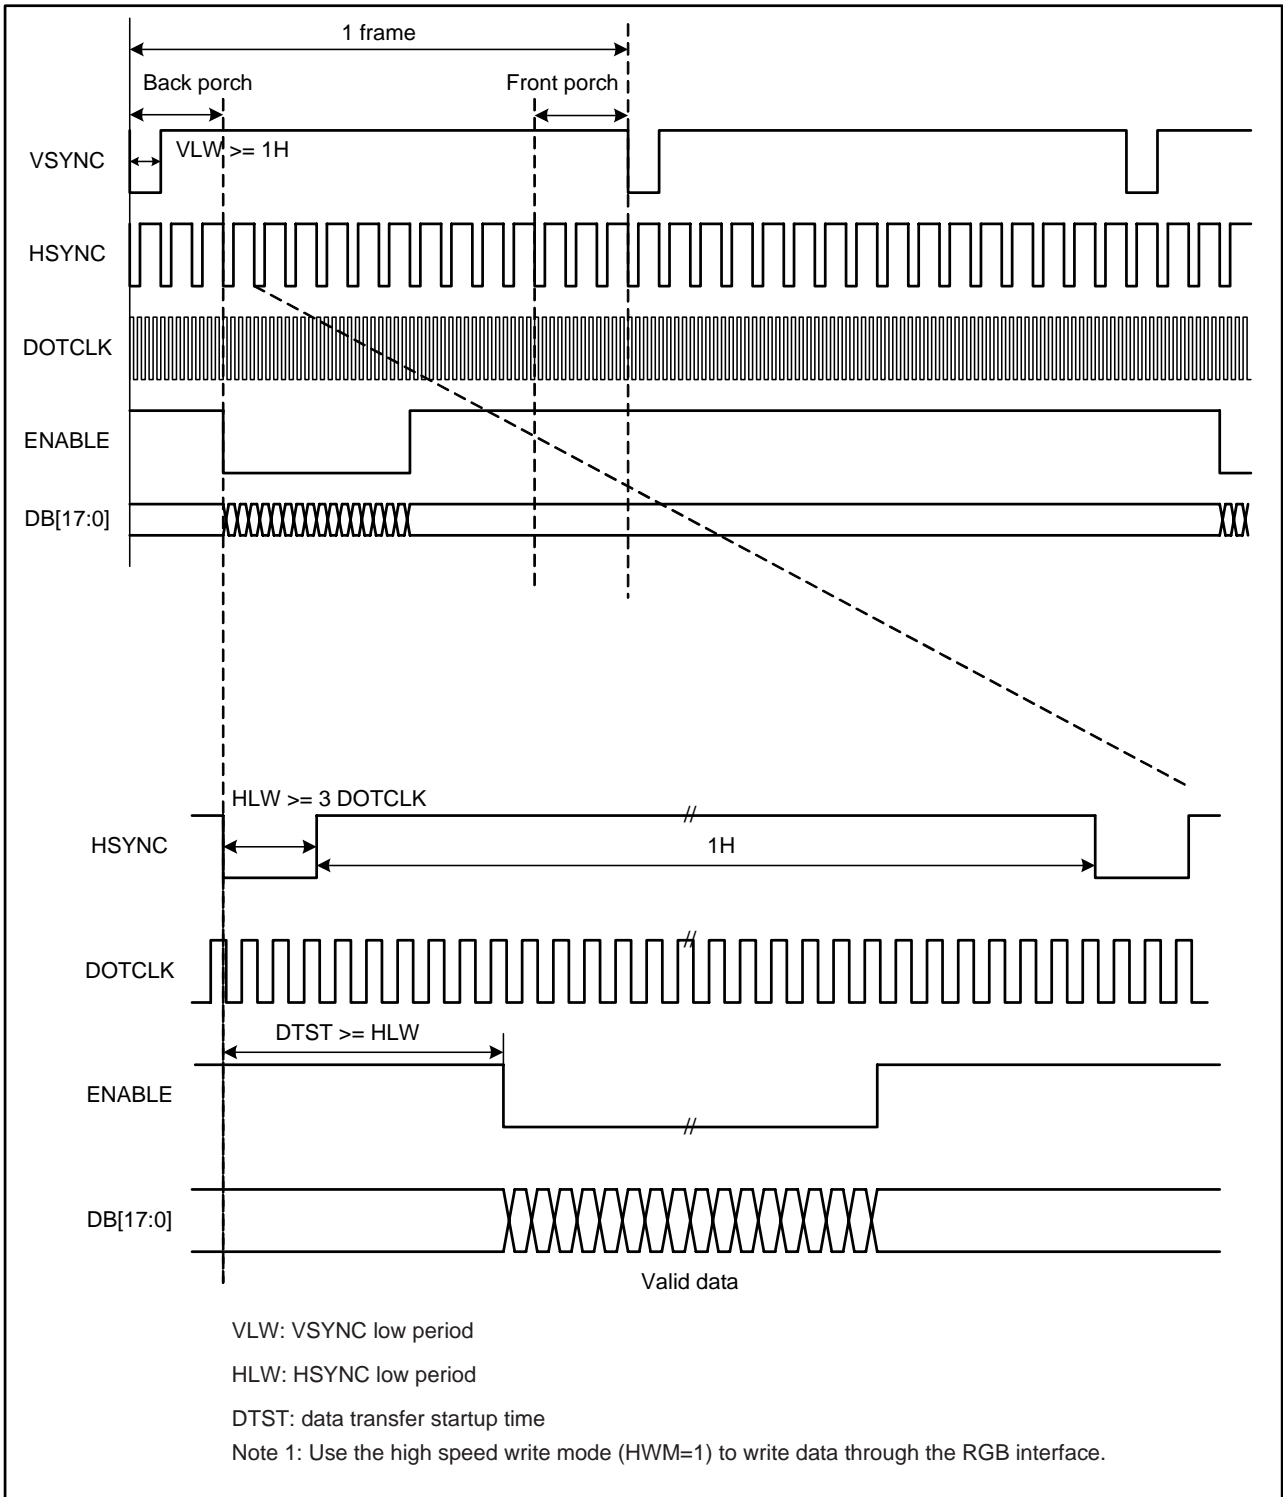 1 frame
Back porch
Front porch
VLW >= 1H
VSYNC
HSYNC
DOTCLK
ENABLE
DB[17:0]
HLW >= 3 DOTCLK
//
HSYNC
1H
//
DOTCLK
DTST >= HLW
ENABLE
//
DB[17:0]
Valid data
VLW: VSYNC low period
HLW: HSYNC low period
DTST: data transfer startup time
Note 1: Use the high speed write mode (HWM=1) to write data through the RGB interface.